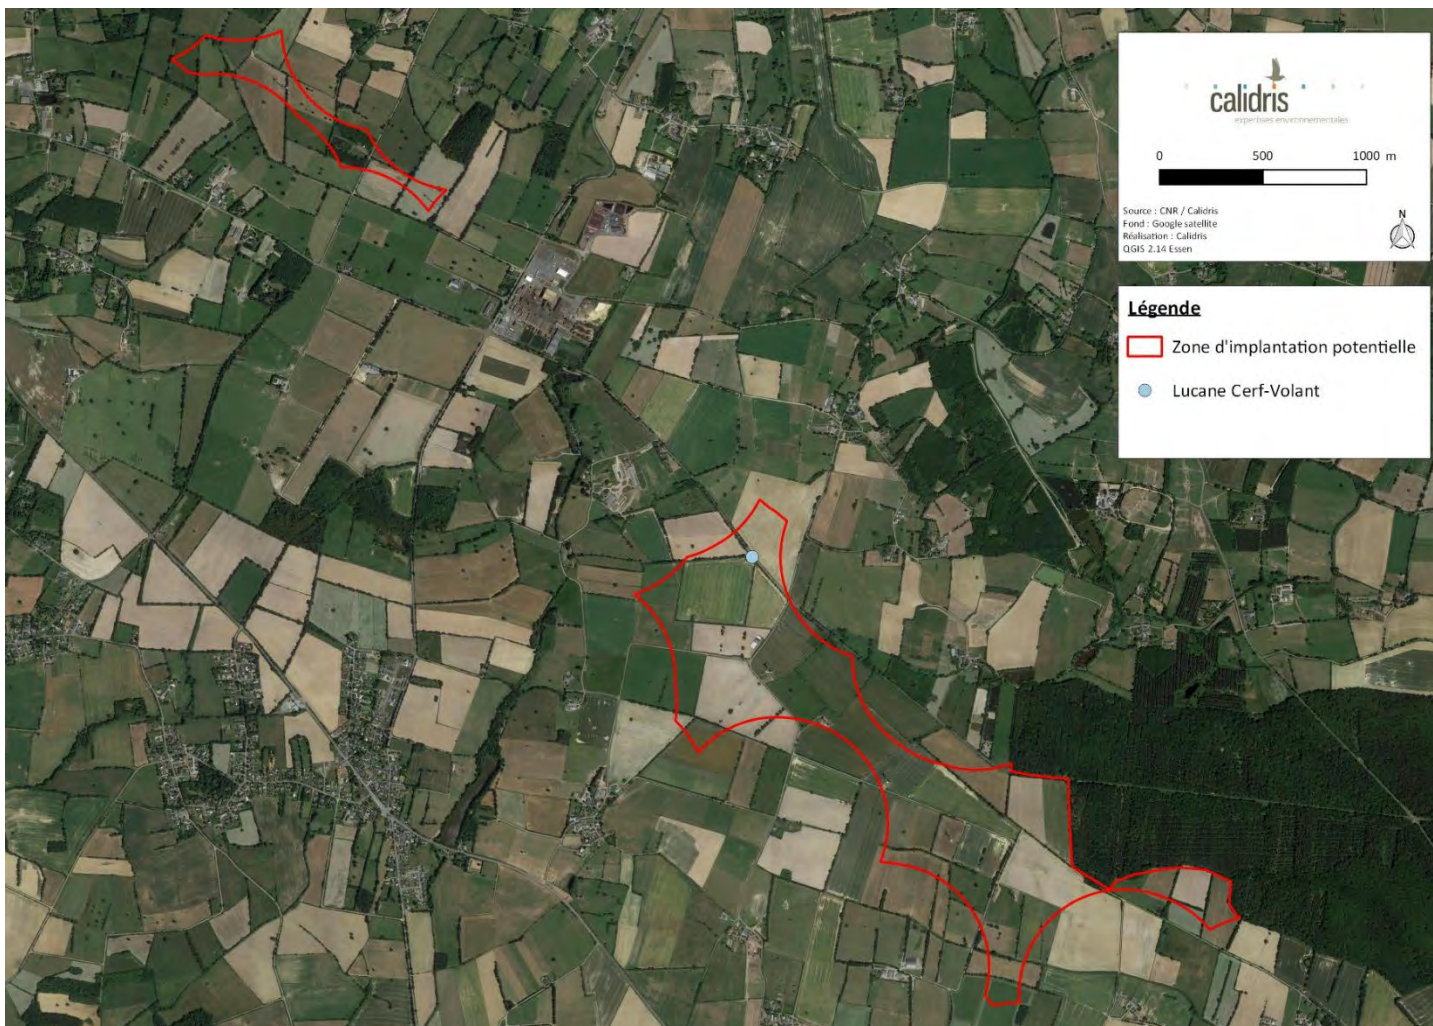 calidris
expertises environnementales
0 500 1000 m
Source : CNR / Calidris
Fond : Google satellite
Réalisation : Calidris
QGIS 2.14 Essen
N
Légende
Zone d'implantation potentielle
Lucane Cerf-Volant